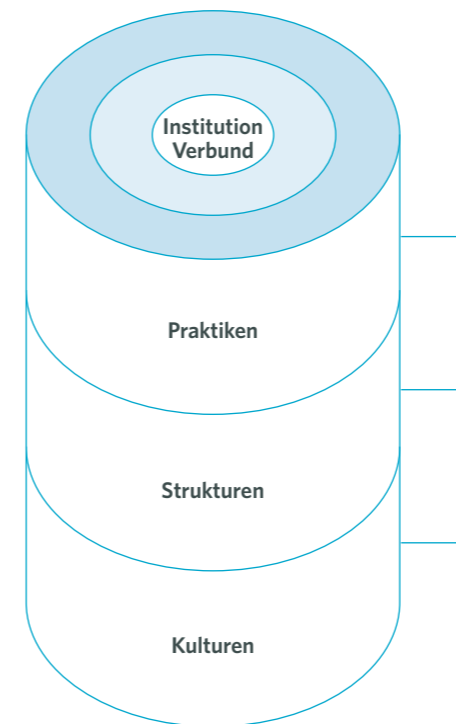 Institution
Verbund
Praktiken
Strukturen
Kulturen